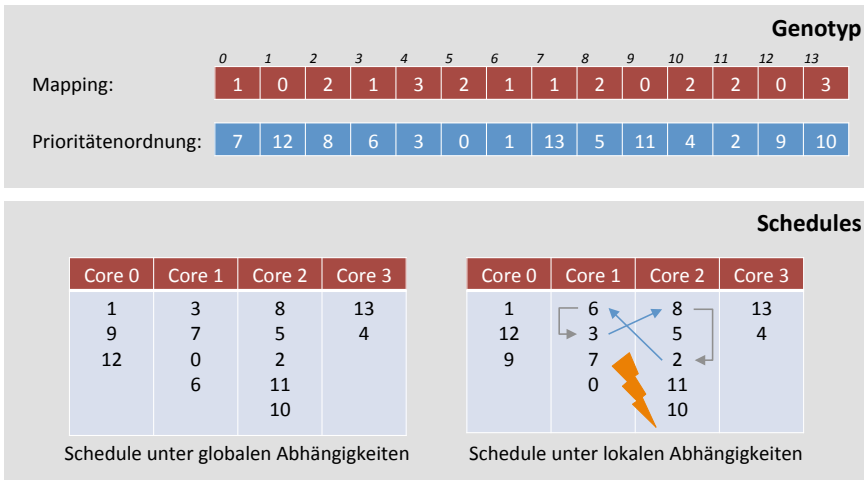 Genotyp
0 1 2 3 4 5 6 7 8 9 10 11 12 13
Mapping: 1 0 2 1 3 2 1 1 2 0 2 2 0 3
Prioritätenordnung: 7 12 8 6 3 0 1 13 5 11 4 2 9 10
Schedules
Core 0 Core 1 Core 2 Core 3 Core 0 Core 1 Core 2 Core 3
1 3 8 13 1 6 8 13
9 7 5 4 12 3 5 4
12 0 2 9 7 2
6 11 0 11
10 10
Schedule unter globalen Abhängigkeiten Schedule unter lokalen Abhängigkeiten